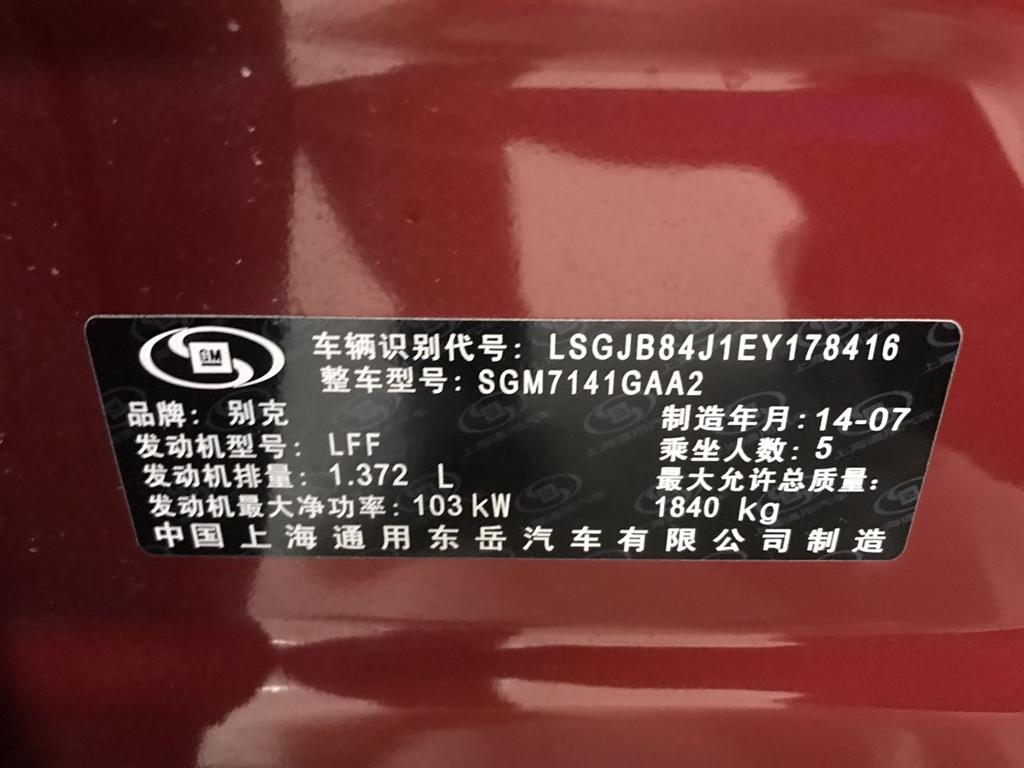 GM
车辆识别代号: LSGJB84J1EY178416
整车型号: SGM7141GAA2
品牌: 别克
制造年月: 14-07
发动机型号: LFF
乘坐人数: 5
发动机排量: 1.372 L
最大允许总质量:
发动机最大净功率: 103 kW
1840 kg
中国上海通用东岳汽车有限公司制造